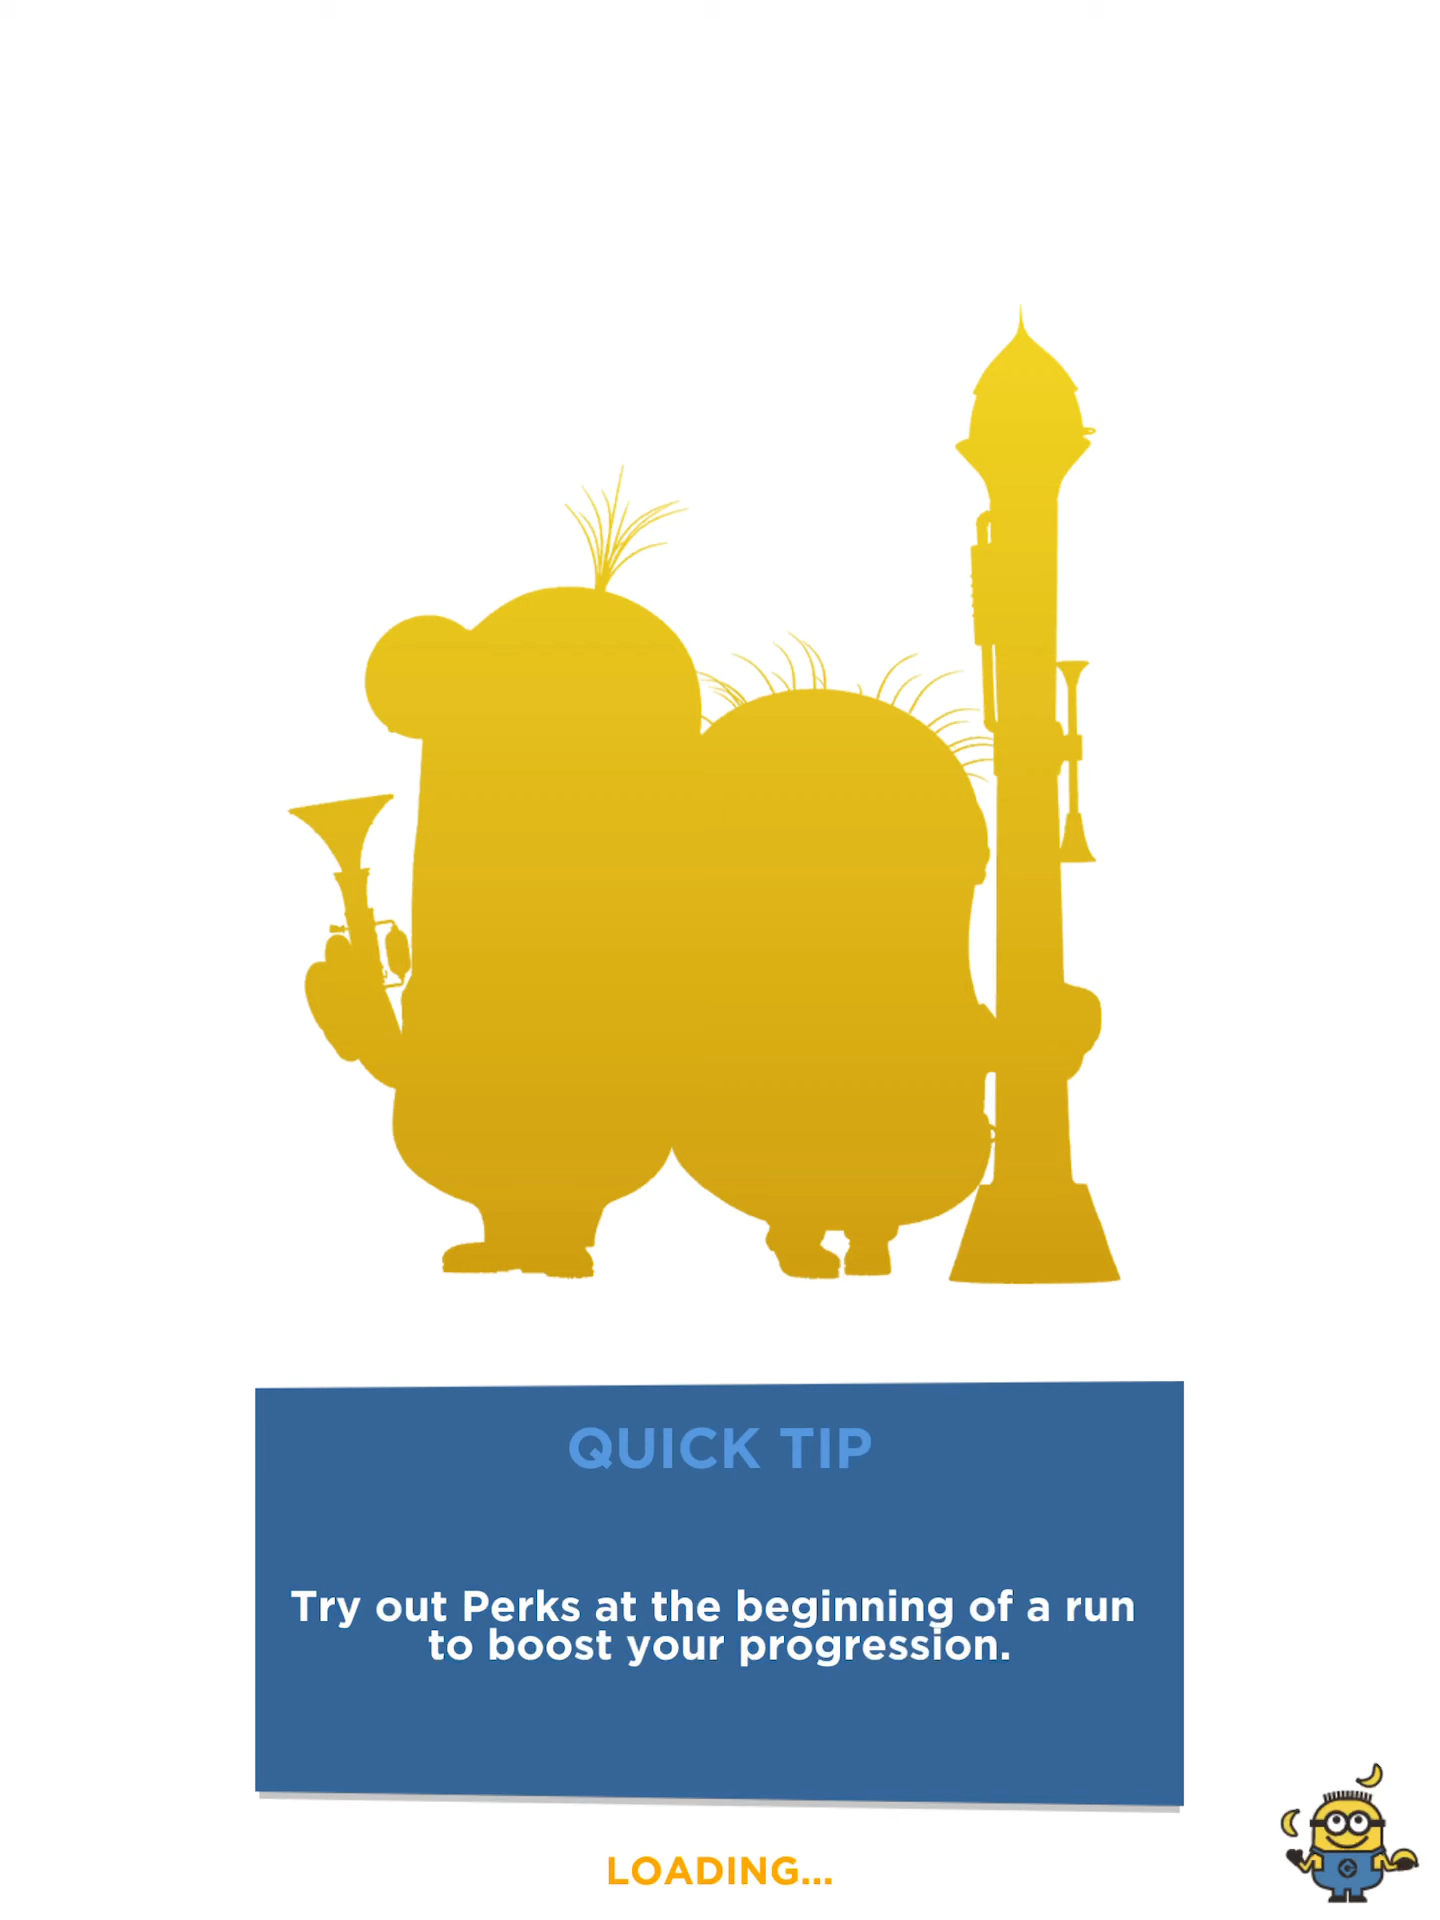 QUICK TIP
Try out Perks at the beginning of a run
to boost your progression.
LOADING...